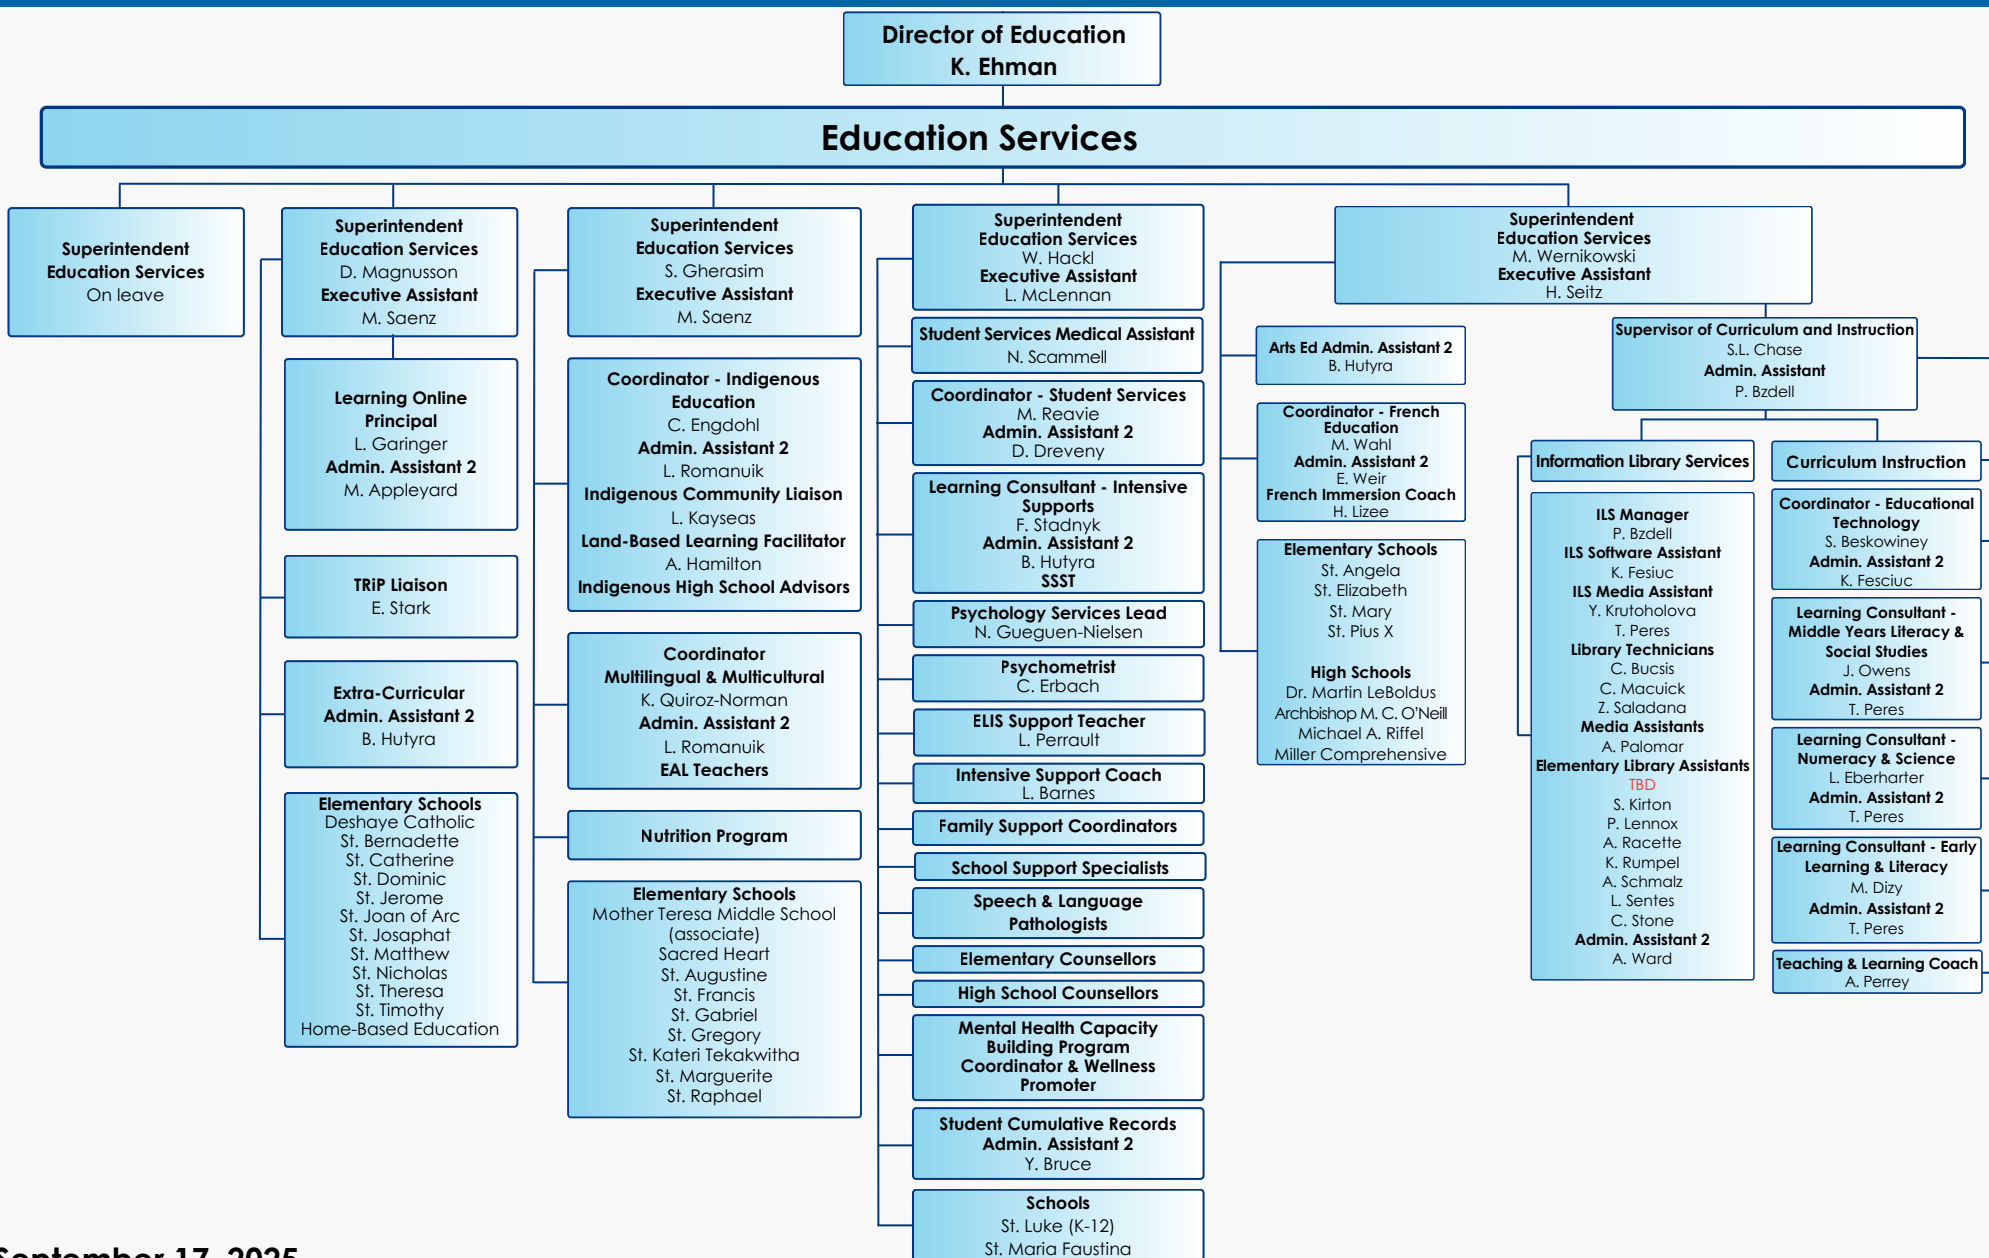 Director of Education
K. Ehman
Education Services
Superintendent
Education Services
On leave
Superintendent
Education Services
D. Magnusson
Executive Assistant
M. Saenz
Learning Online
Principal
L. Garinger
Admin. Assistant 2
M. Appleyard
TRiP Liaison
E. Stark
Extra-Curricular
Admin. Assistant 2
B. Hutyra
Elementary Schools
Deshaye Catholic
St. Bernadette
St. Catherine
St. Dominic
St. Jerome
St. Joan of Arc
St. Josaphat
St. Matthew
St. Nicholas
St. Theresa
St. Timothy
Home-Based Education
Superintendent
Education Services
S. Gherasim
Executive Assistant
M. Saenz
Coordinator - Indigenous
Education
C. Engdohl
Admin. Assistant 2
L. Romanuik
Indigenous Community Liaison
L. Kayseas
Land-Based Learning Facilitator
A. Hamilton
Indigenous High School Advisors
Coordinator
Multilingual & Multicultural
K. Quiroz-Norman
Admin. Assistant 2
L. Romanuik
EAL Teachers
Nutrition Program
Elementary Schools
Mother Teresa Middle School
(associate)
Sacred Heart
St. Augustine
St. Francis
St. Gabriel
St. Gregory
St. Kateri Tekakwitha
St. Marguerite
St. Raphael
Superintendent
Education Services
W. Hackl
Executive Assistant
L. McLennan
Student Services Medical Assistant
N. Scammell
Coordinator - Student Services
M. Reavie
Admin. Assistant 2
D. Dreveny
Learning Consultant - Intensive
Supports
F. Stadnyk
Admin. Assistant 2
B. Hutyra
SSST
Psychology Services Lead
N. Gueguen-Nielsen
Psychometrist
C. Erbach
ELIS Support Teacher
L. Perrault
Intensive Support Coach
L. Barnes
Family Support Coordinators
School Support Specialists
Speech & Language
Pathologists
Elementary Counsellors
High School Counsellors
Mental Health Capacity
Building Program
Coordinator & Wellness
Promoter
Student Cumulative Records
Admin. Assistant 2
Y. Bruce
Schools
St. Luke (K-12)
St. Maria Faustina
Superintendent
Education Services
M. Wernikowski
Executive Assistant
H. Seitz
Arts Ed Admin. Assistant 2
B. Hutyra
Coordinator - French
Education
M. Wahl
Admin. Assistant 2
E. Weir
French Immersion Coach
H. Lizee
Elementary Schools
St. Angela
St. Elizabeth
St. Mary
St. Pius X
High Schools
Dr. Martin LeBoldus
Archbishop M. C. O'Neill
Michael A. Riffel
Miller Comprehensive
Supervisor of Curriculum and Instruction
S.L. Chase
Admin. Assistant
P. Bzdell
Information Library Services
ILS Manager
P. Bzdell
ILS Software Assistant
K. Fesiuc
ILS Media Assistant
Y. Krutoholova
T. Peres
Library Technicians
C. Bucsis
C. Macuick
Z. Saladana
Media Assistants
A. Palomar
Elementary Library Assistants
TBD
S. Kirton
P. Lennox
A. Racette
K. Rumpel
A. Schmalz
L. Sentes
C. Stone
Admin. Assistant 2
A. Ward
Curriculum Instruction
Coordinator - Educational
Technology
S. Beskowiney
Admin. Assistant 2
K. Fesciuc
Learning Consultant -
Middle Years Literacy &
Social Studies
J. Owens
Admin. Assistant 2
T. Peres
Learning Consultant -
Numeracy & Science
L. Eberharter
Admin. Assistant 2
T. Peres
Learning Consultant - Early
Learning & Literacy
M. Dizy
Admin. Assistant 2
T. Peres
Teaching & Learning Coach
A. Perrey
September 17, 2025